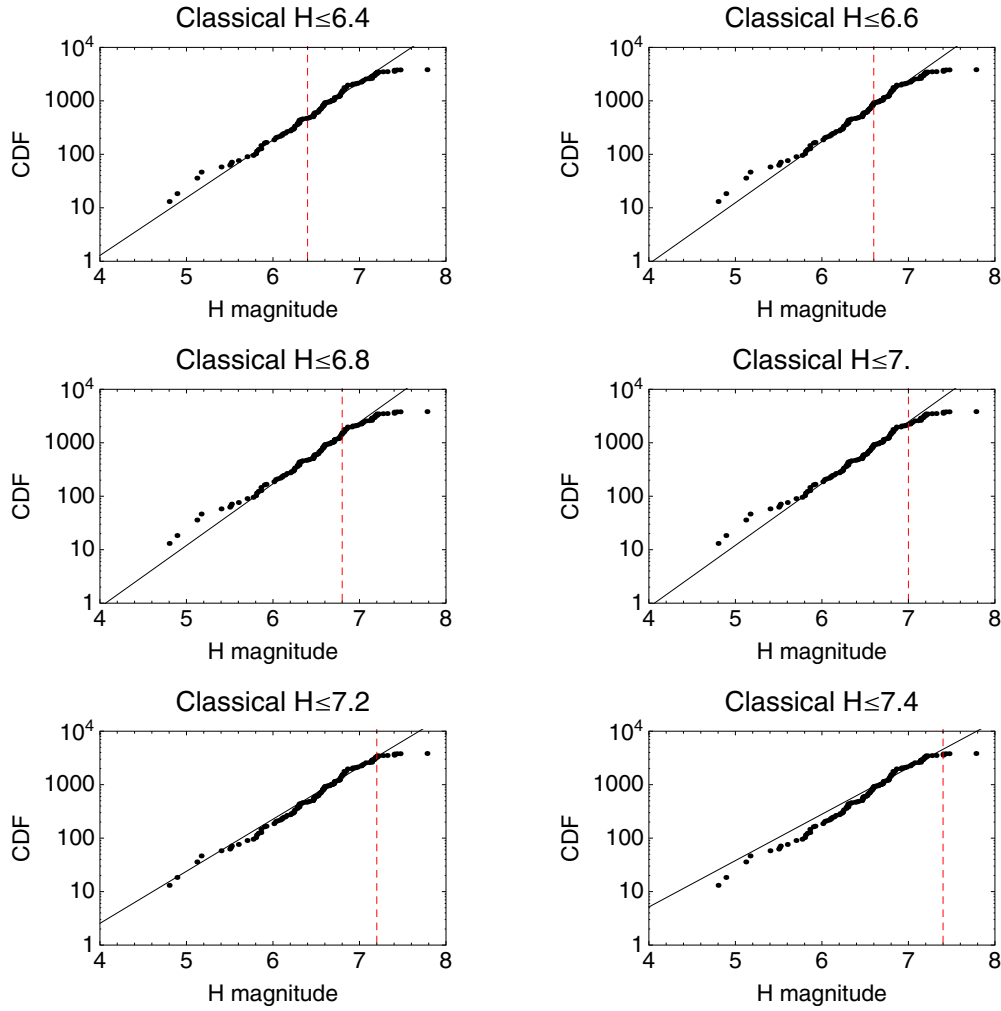 Classical H≤6.4
10^4
1000
100
10
1
CDF
4 5 6 7 8
H magnitude
Classical H≤6.6
10^4
1000
100
10
1
CDF
4 5 6 7 8
H magnitude
Classical H≤6.8
10^4
1000
100
10
1
CDF
4 5 6 7 8
H magnitude
Classical H≤7.
10^4
1000
100
10
1
CDF
4 5 6 7 8
H magnitude
Classical H≤7.2
10^4
1000
100
10
1
CDF
4 5 6 7 8
H magnitude
Classical H≤7.4
10^4
1000
100
10
1
CDF
4 5 6 7 8
H magnitude